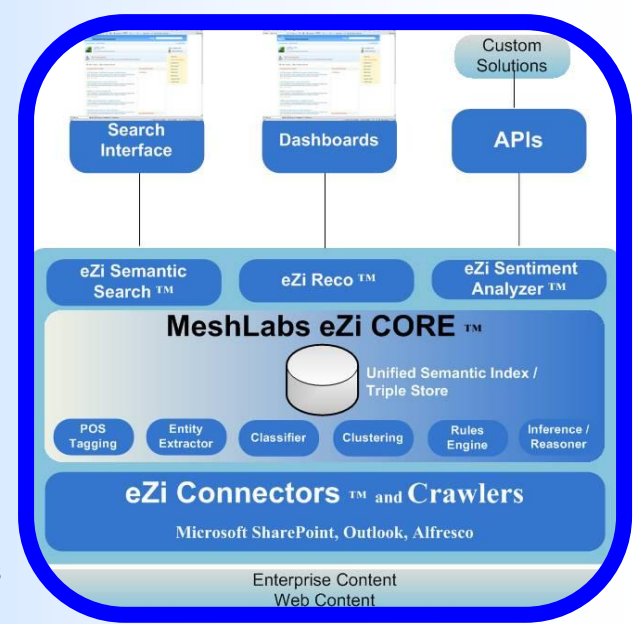 Custom
Solutions
Search
Interface
Dashboards
APIs
eZi Semantic
Search ™
eZi Reco ™
eZi Sentiment
Analyzer ™
MeshLabs eZi CORE ™
Unified Semantic Index /
Triple Store
POS
Tagging
Entity
Extractor
Classifier
Clustering
Rules
Engine
Inference /
Reasoner
eZi Connectors ™ and Crawlers
Microsoft SharePoint, Outlook, Alfresco
Enterprise Content
Web Content